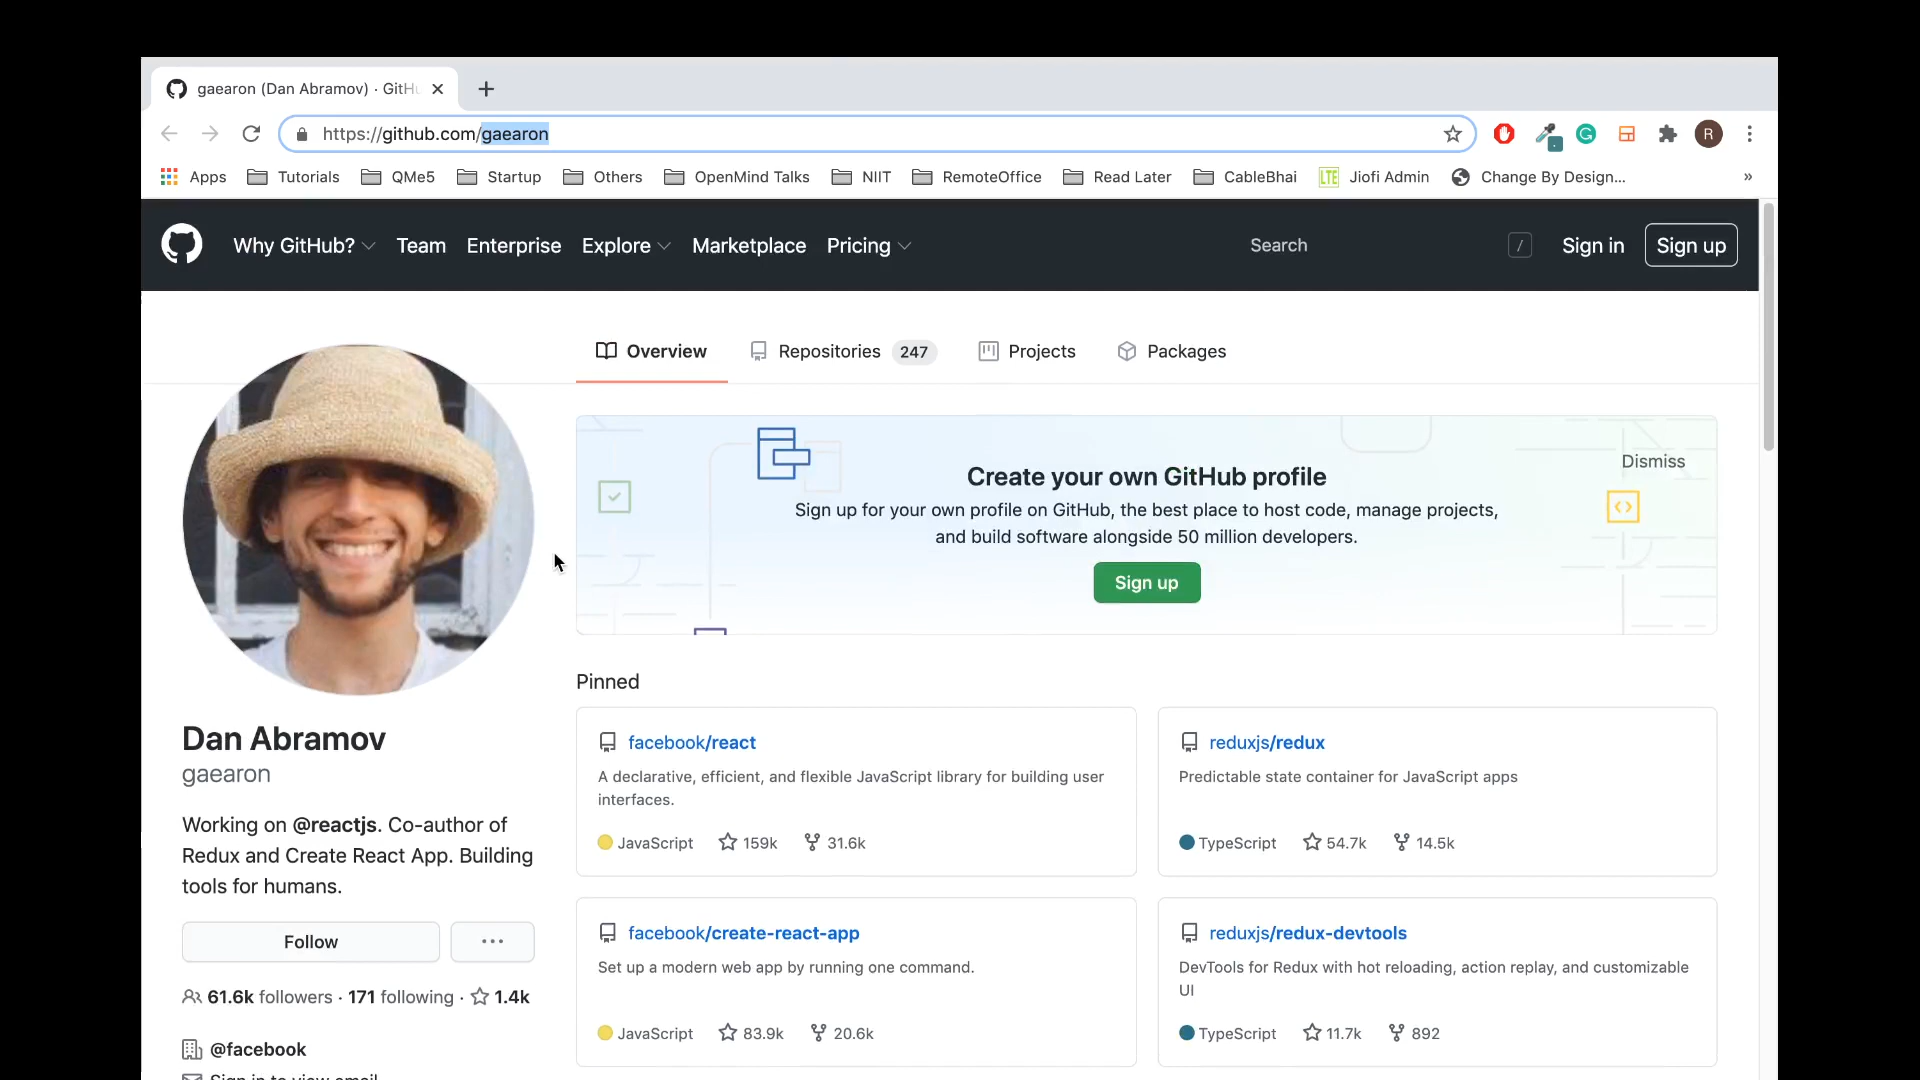 gaearon (Dan Abramov) · GitHu
https://github.com/gaearon
R
Apps Tutorials QMe5 Startup Others OpenMind Talks NIIT RemoteOffice Read Later CableBhai LTE Jiofi Admin Change By Design... »
Why GitHub? Team Enterprise Explore Marketplace Pricing Search / Sign in Sign up
Overview Repositories 247 Projects Packages
Dismiss
Create your own GitHub profile
Sign up for your own profile on GitHub, the best place to host code, manage projects,
and build software alongside 50 million developers.
Sign up
Dan Abramov
gaearon
Working on @reactjs. Co-author of
Redux and Create React App. Building
tools for humans.
Follow ...
61.6k followers · 171 following · 1.4k
@facebook
Sign in to view email
Pinned
facebook/react
A declarative, efficient, and flexible JavaScript library for building user
interfaces.
JavaScript 159k 31.6k
reduxjs/redux
Predictable state container for JavaScript apps
TypeScript 54.7k 14.5k
facebook/create-react-app
Set up a modern web app by running one command.
JavaScript 83.9k 20.6k
reduxjs/redux-devtools
DevTools for Redux with hot reloading, action replay, and customizable
UI
TypeScript 11.7k 892